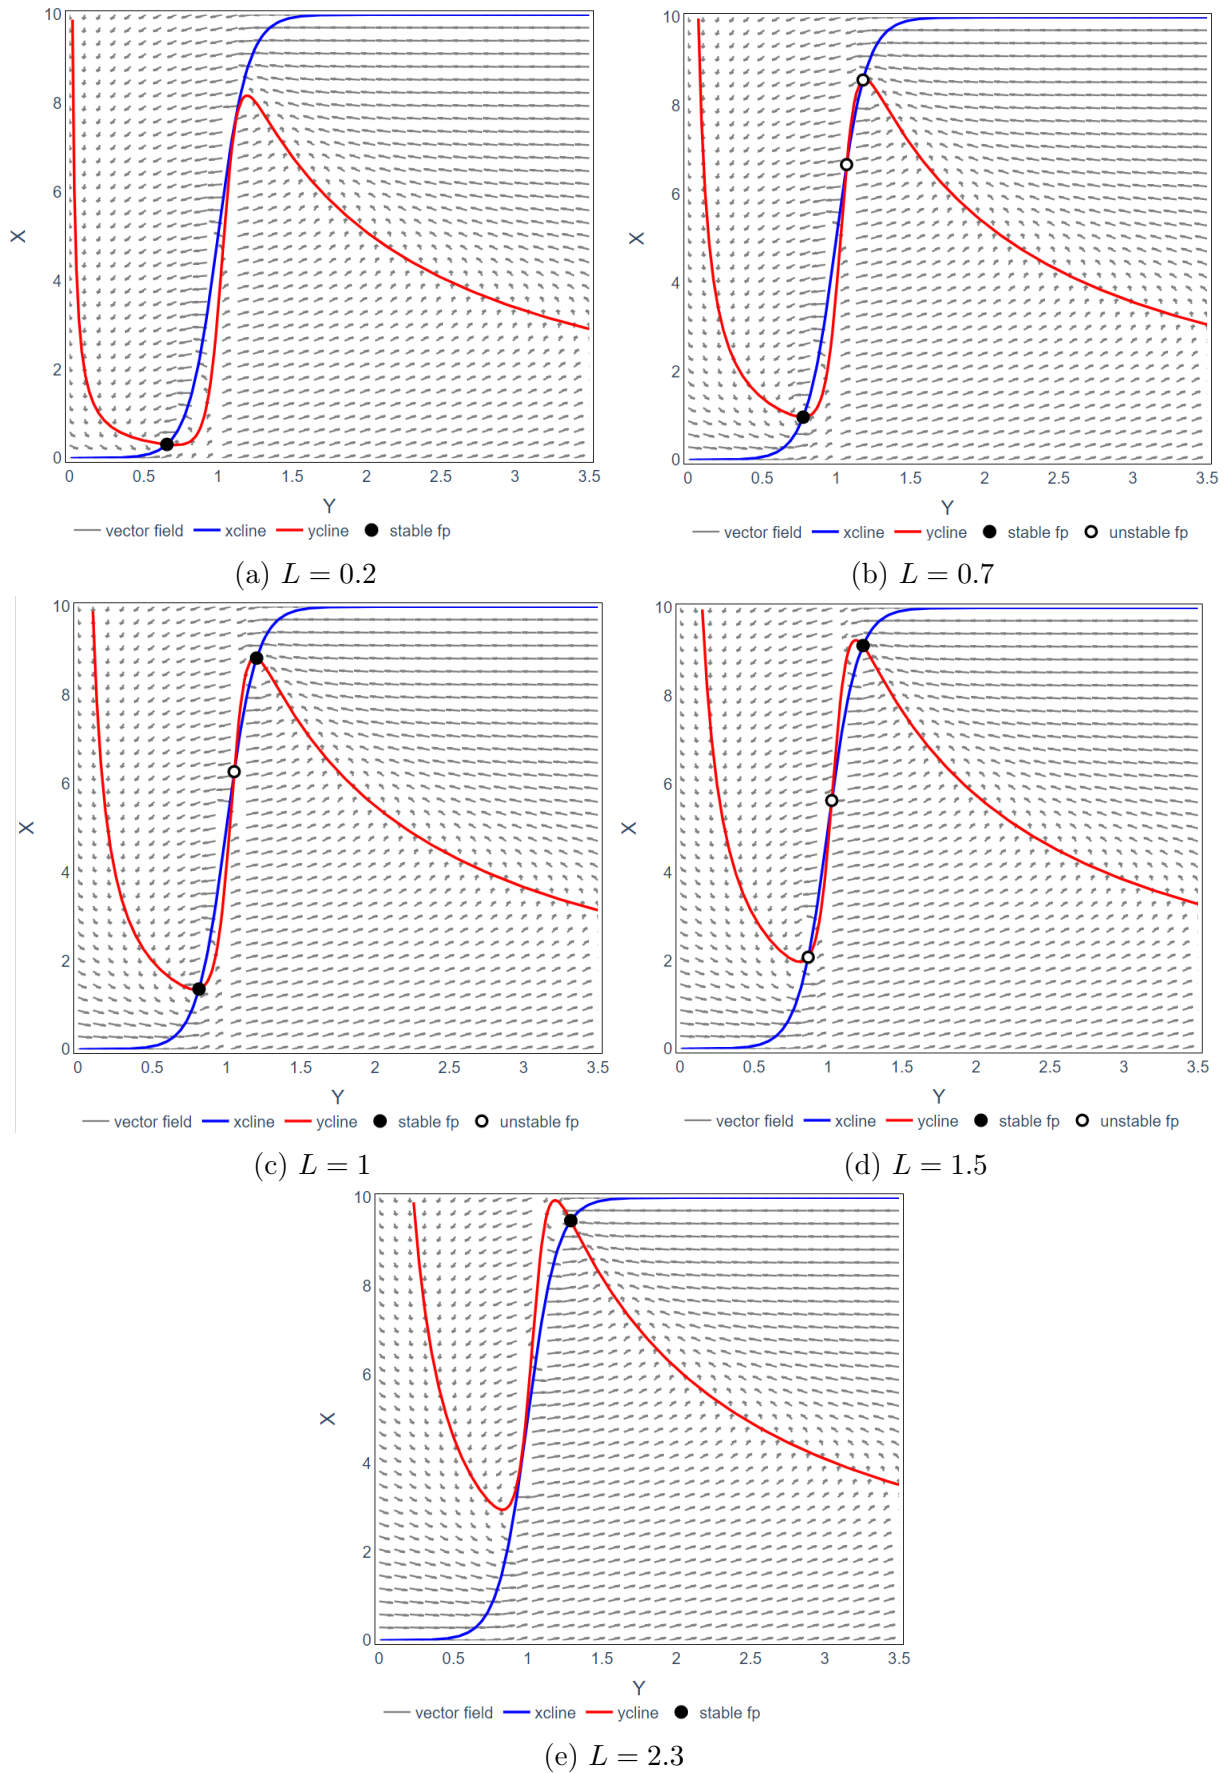 10
8
6
4
2
0
X
0 0.5 1 1.5 2 2.5 3 3.5
Y
vector field xcline ycline stable fp
(a) L = 0.2
10
8
6
4
2
0
X
0 0.5 1 1.5 2 2.5 3 3.5
Y
vector field xcline ycline stable fp unstable fp
(b) L = 0.7
10
8
6
4
2
0
X
0 0.5 1 1.5 2 2.5 3 3.5
Y
vector field xcline ycline stable fp unstable fp
(c) L = 1
10
8
6
4
2
0
X
0 0.5 1 1.5 2 2.5 3 3.5
Y
vector field xcline ycline stable fp unstable fp
(d) L = 1.5
10
8
6
4
2
0
X
0 0.5 1 1.5 2 2.5 3 3.5
Y
vector field xcline ycline stable fp
(e) L = 2.3